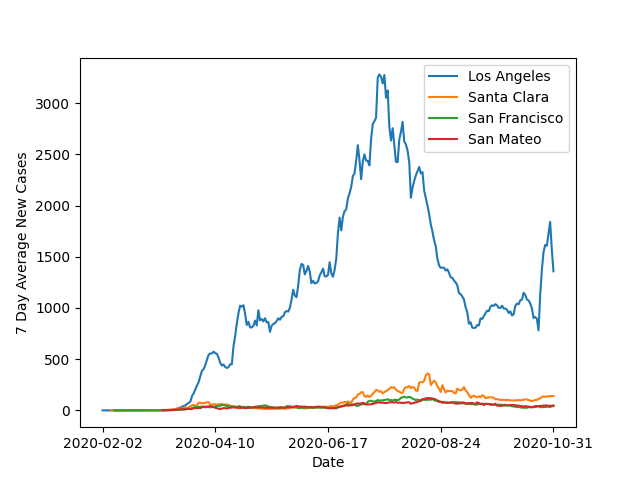 Los Angeles
Santa Clara
San Francisco
San Mateo
7 Day Average New Cases
3000
2500
2000
1500
1000
500
0
2020-02-02 2020-04-10 2020-06-17 2020-08-24 2020-10-31
Date